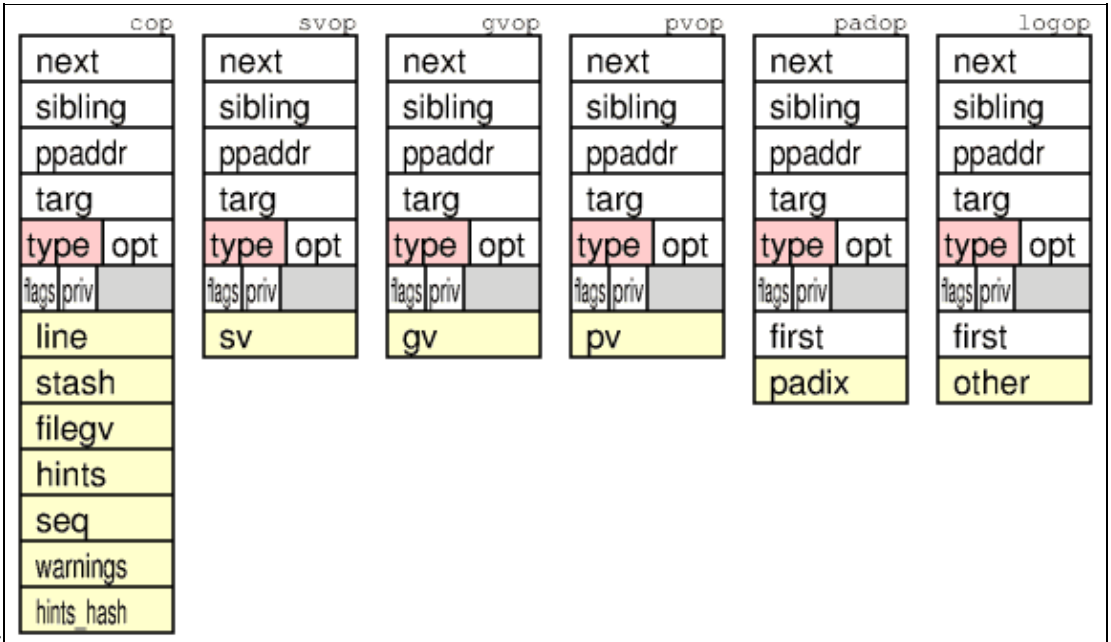 cop svop gvop pvop padop logop
next next next next next next
sibling sibling sibling sibling sibling sibling
ppaddr ppaddr ppaddr ppaddr ppaddr ppaddr
targ targ targ targ targ targ
type opt type opt type opt type opt type opt type opt
flags priv flags priv flags priv flags priv flags priv flags priv
line sv gv pv first first
stash padix other
filegv
hints
seq
warnings
hints_hash